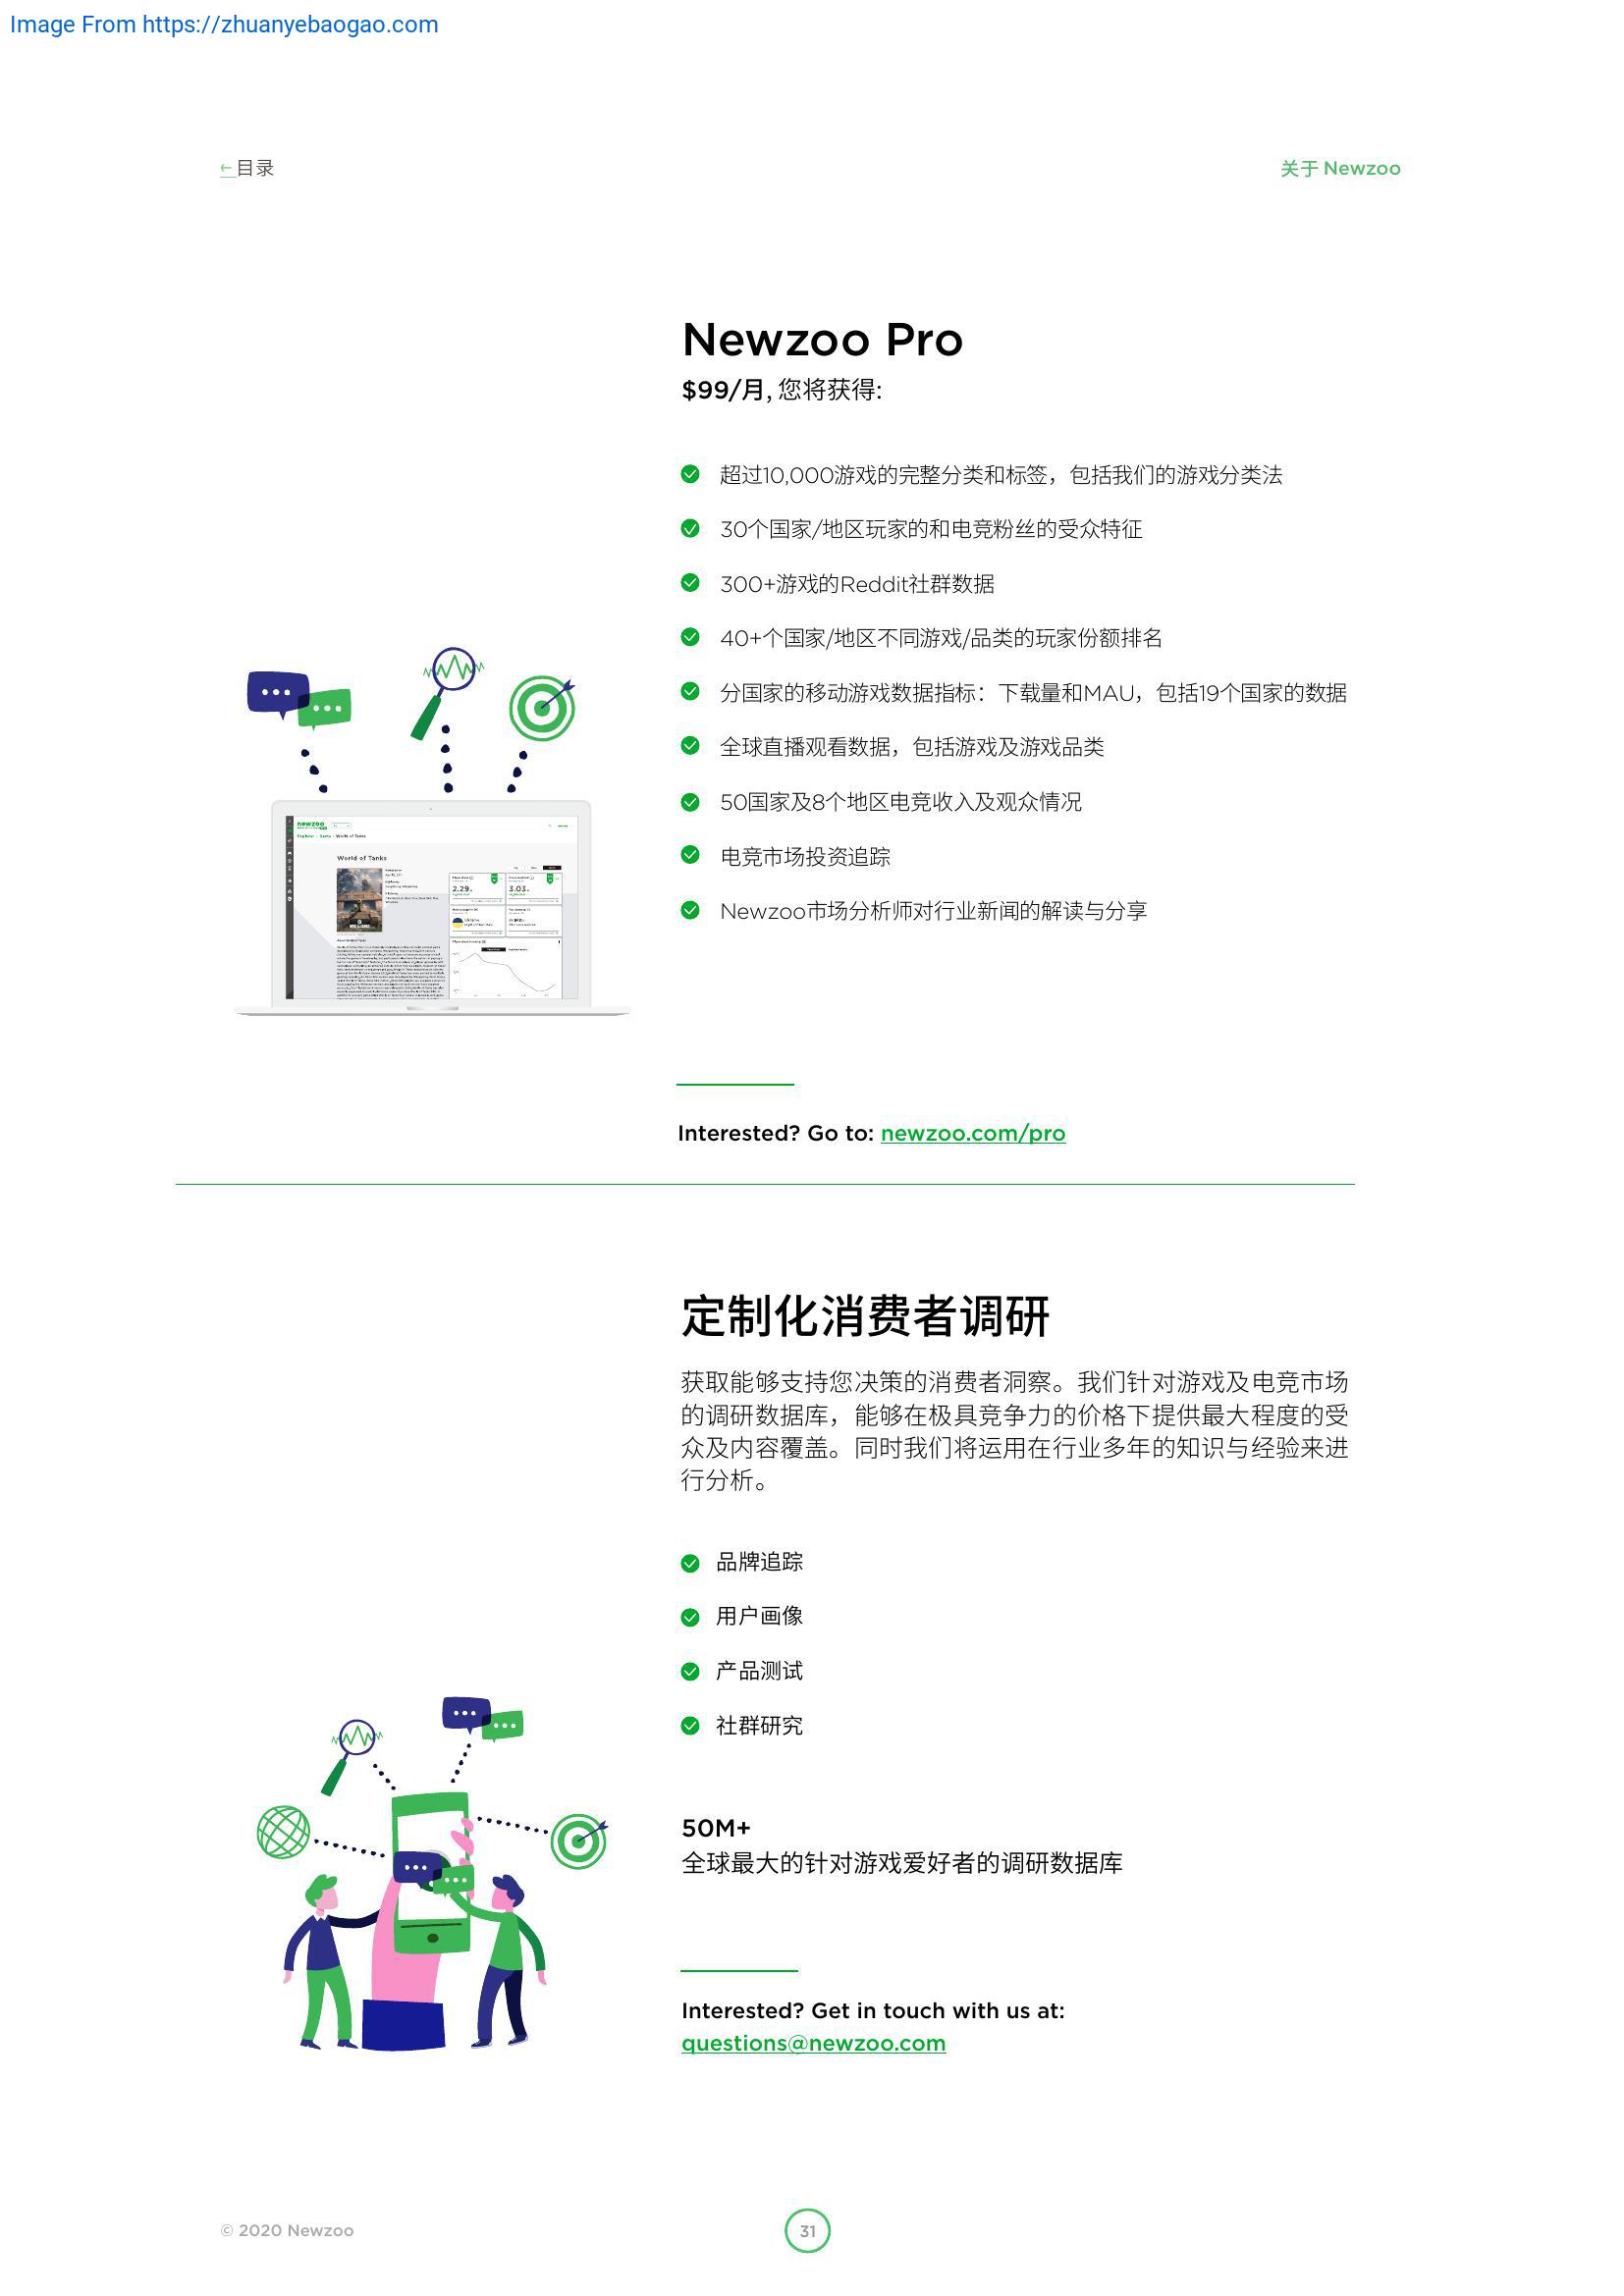 Image From https://zhuanyebaogao.com
←目录
关于 Newzoo
Newzoo Pro
$99/月, 您将获得:
超过10,000游戏的完整分类和标签，包括我们的游戏分类法
30个国家/地区玩家的和电竞粉丝的受众特征
300+游戏的Reddit社群数据
40+个国家/地区不同游戏/品类的玩家份额排名
分国家的移动游戏数据指标：下载量和MAU，包括19个国家的数据
全球直播观看数据，包括游戏及游戏品类
50国家及8个地区电竞收入及观众情况
电竞市场投资追踪
Newzoo市场分析师对行业新闻的解读与分享
newzoo
World of Tanks
World of Tanks
2.29
3.03
Interested? Go to: newzoo.com/pro
定制化消费者调研
获取能够支持您决策的消费者洞察。我们针对游戏及电竞市场
的调研数据库，能够在极具竞争力的价格下提供最大程度的受
众及内容覆盖。同时我们将运用在行业多年的知识与经验来进
行分析。
品牌追踪
用户画像
产品测试
社群研究
50M+
全球最大的针对游戏爱好者的调研数据库
Interested? Get in touch with us at:
questions@newzoo.com
© 2020 Newzoo
31